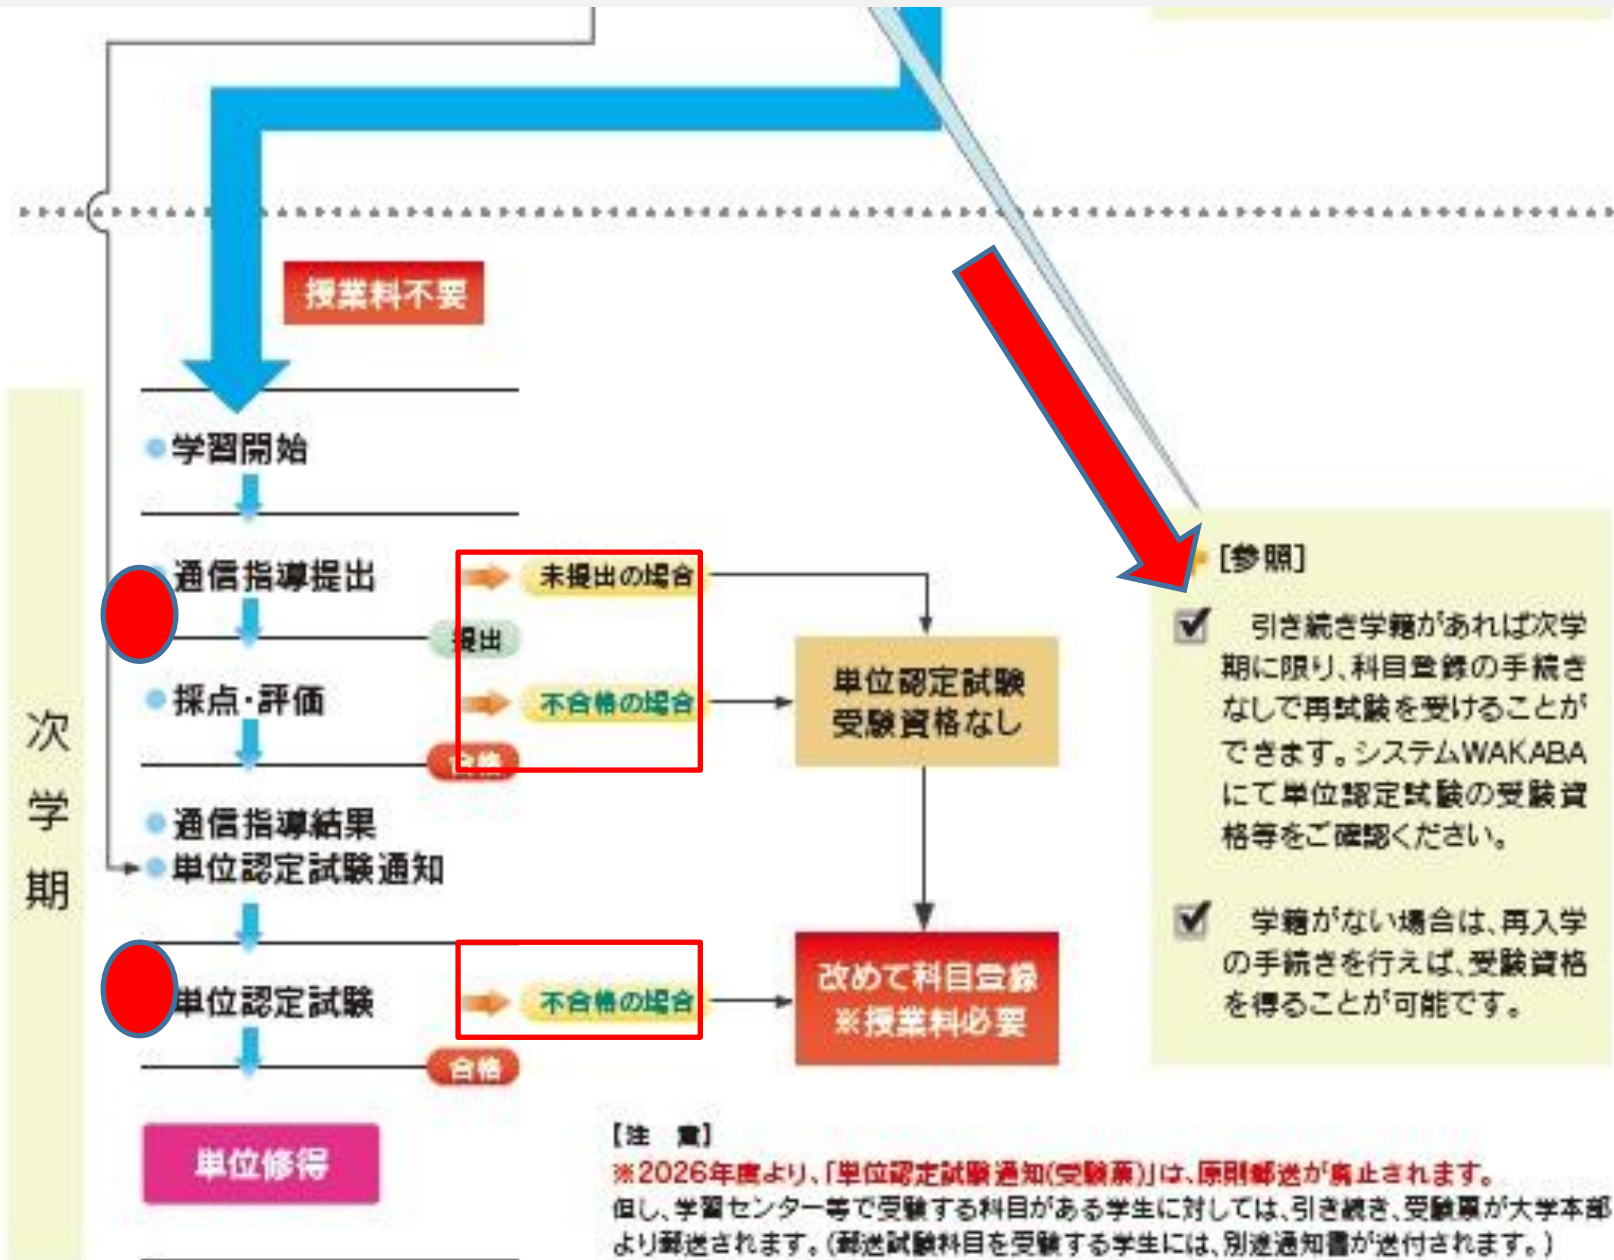 授業料不要
学習開始
通信指導提出
未提出の場合
提出
採点・評価
不合格の場合
合格
単位認定試験
受験資格なし
通信指導結果
単位認定試験通知
単位認定試験
不合格の場合
改めて科目登録
※授業料必要
合格
単位修得
次学期
[参照]
引き続き学籍があれば次学
期に限り、科目登録の手続き
なしで再試験を受けることが
できます。システムWAKABA
にて単位認定試験の受験資
格等をご確認ください。
学籍がない場合は、再入学
の手続きを行えば、受験資格
を得ることが可能です。
【注 意】
※2026年度より、「単位認定試験通知(受験票)」は、原則郵送が廃止されます。
但し、学習センター等で受験する科目がある学生に対しては、引き続き、受験票が大学本部
より郵送されます。(郵送試験科目を受験する学生には、別途通知書が送付されます。)